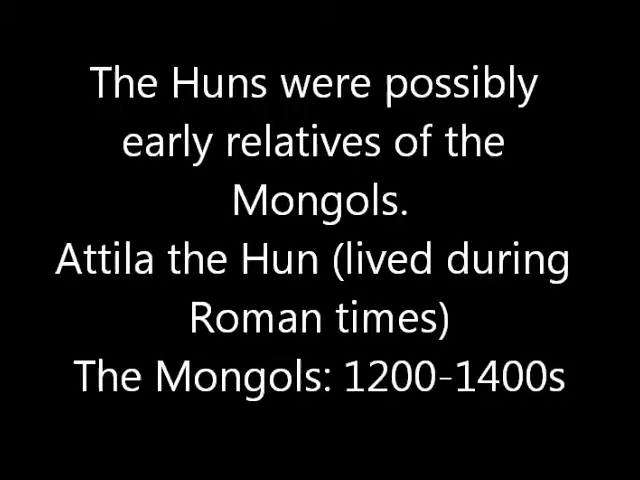 The Huns were possibly
early relatives of the
Mongols.
Attila the Hun (lived during
Roman times)
The Mongols: 1200-1400s